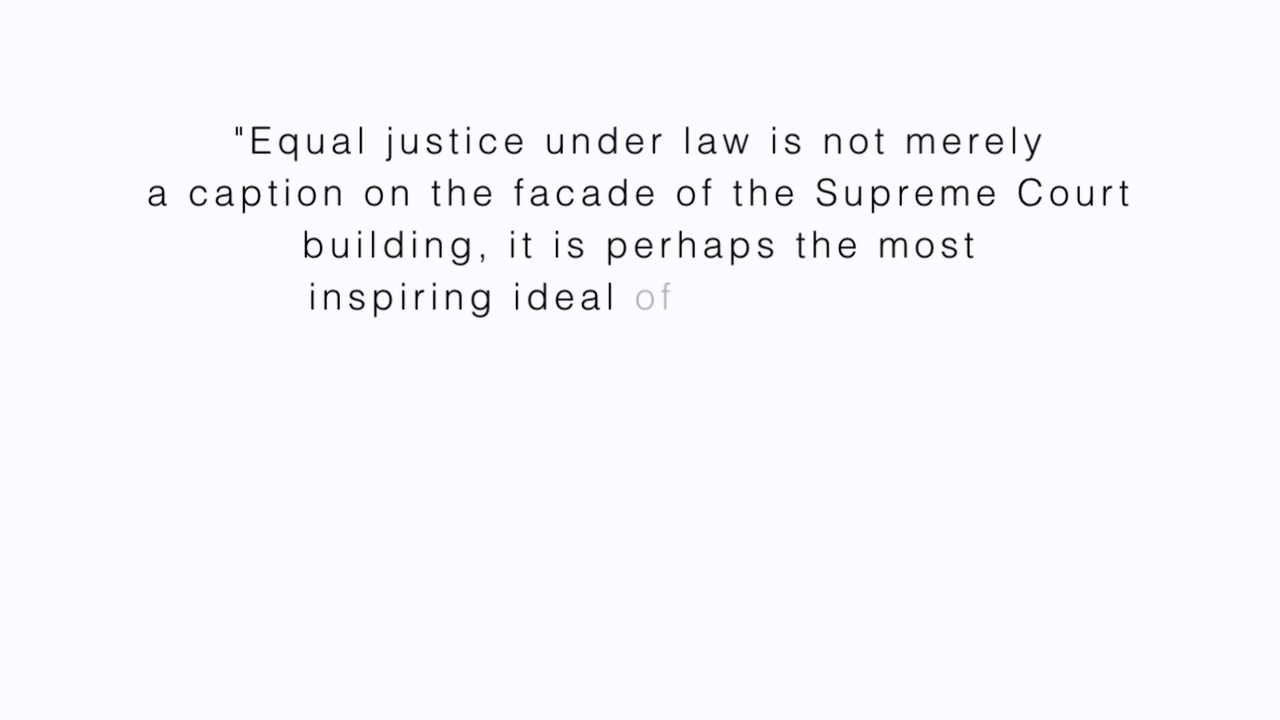 "Equal justice under law is not merely
a caption on the facade of the Supreme Court
building, it is perhaps the most
inspiring ideal of